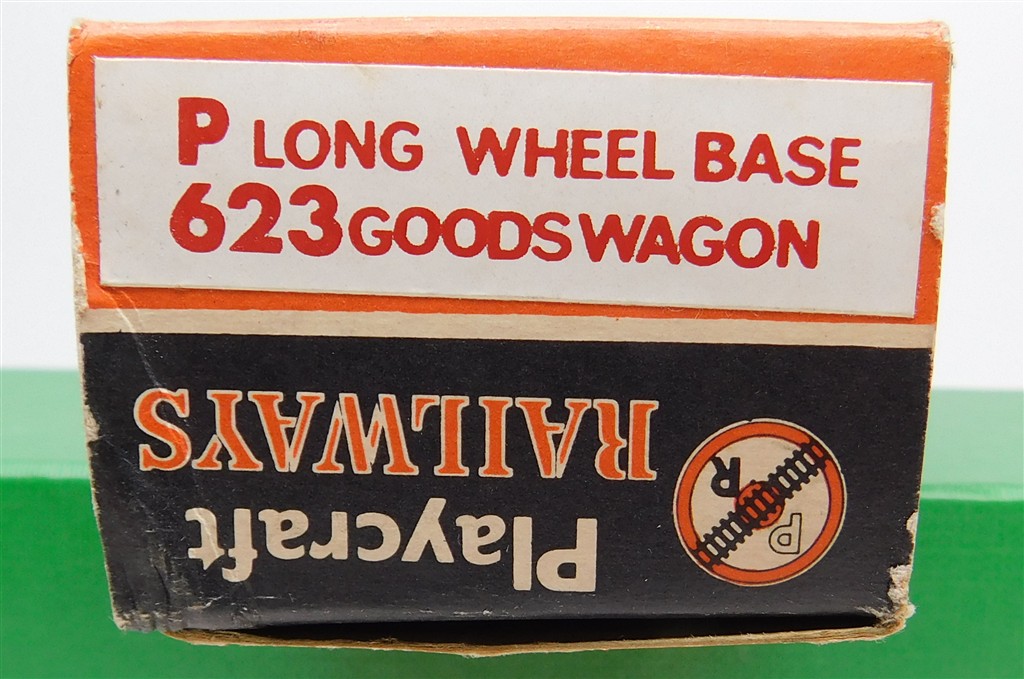 P LONG WHEEL BASE
623 GOODS WAGON
Playcraft
RAILWAYS
P R